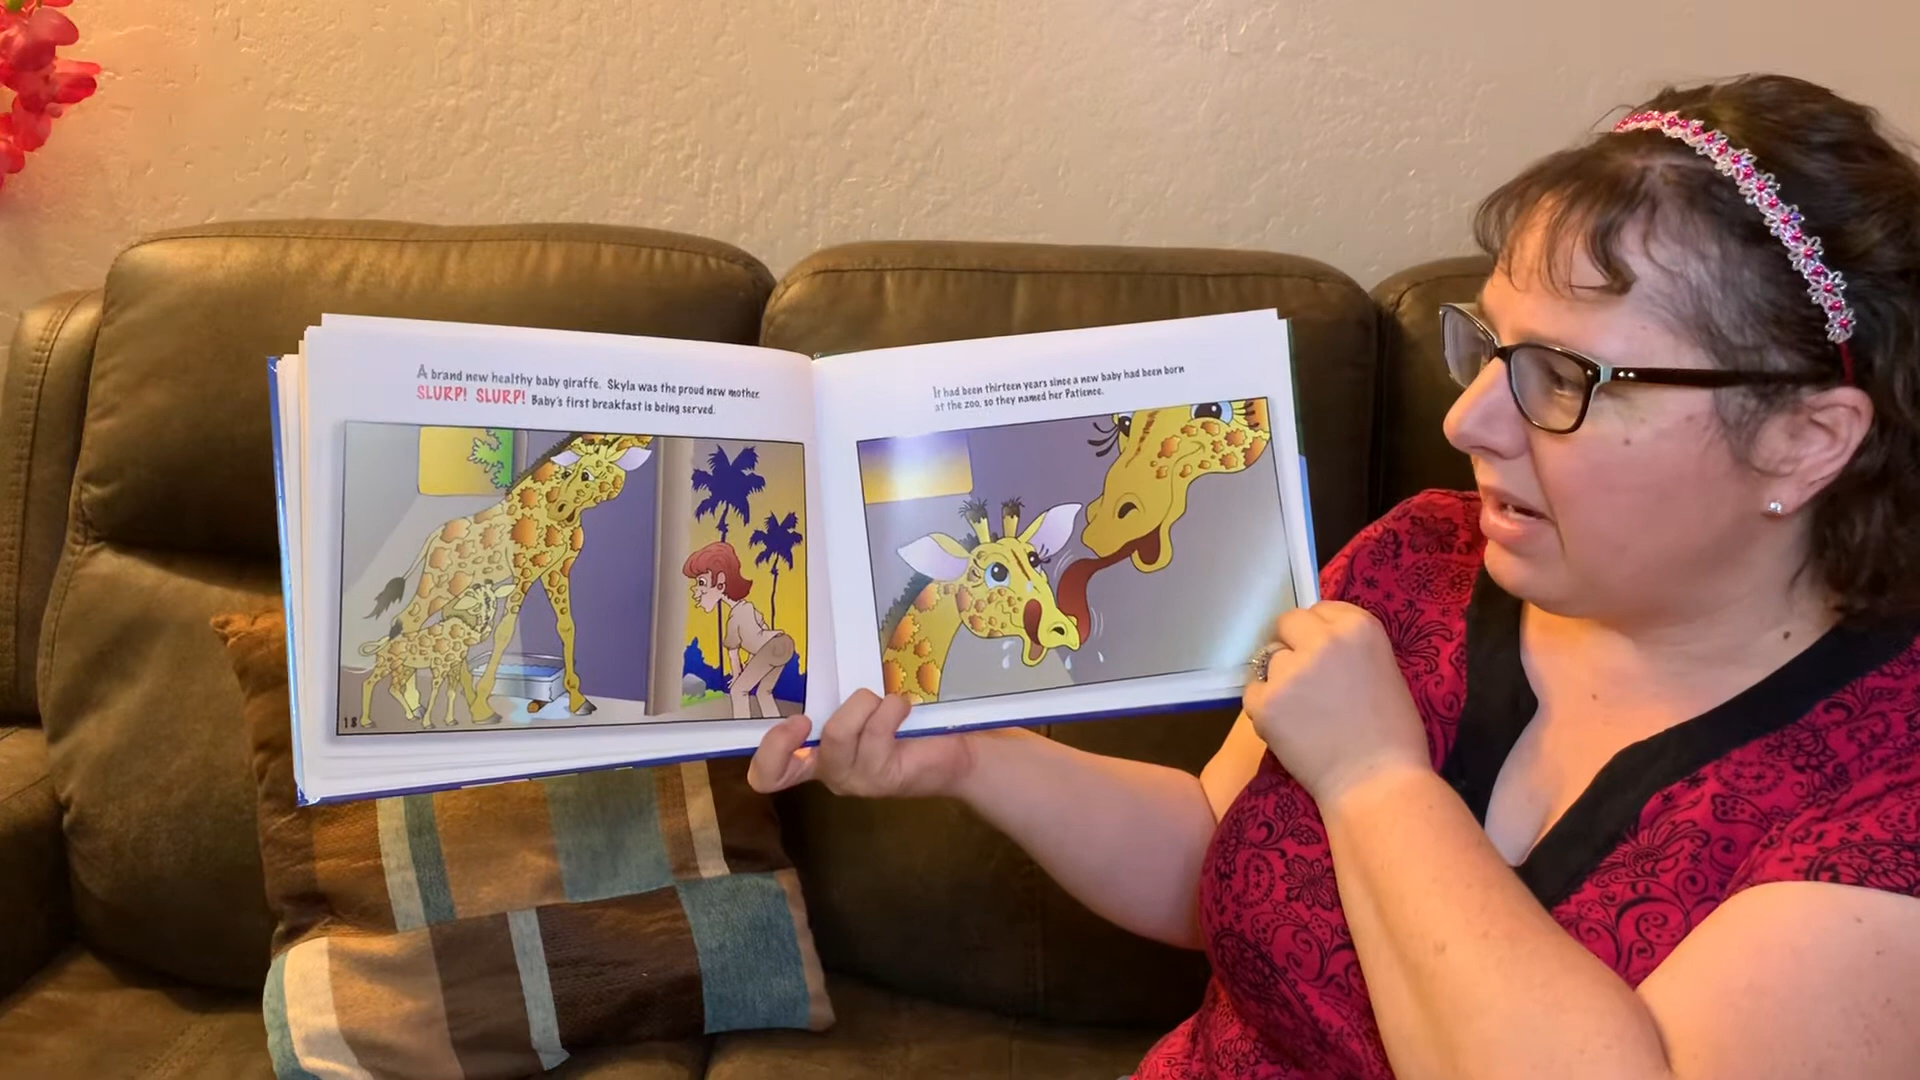 A brand new healthy baby giraffe. Skyla was the proud new mother.
SLURP! SLURP! Baby's first breakfast is being served.
18
It had been thirteen years since a new baby had been born
at the zoo, so they named her Patience.